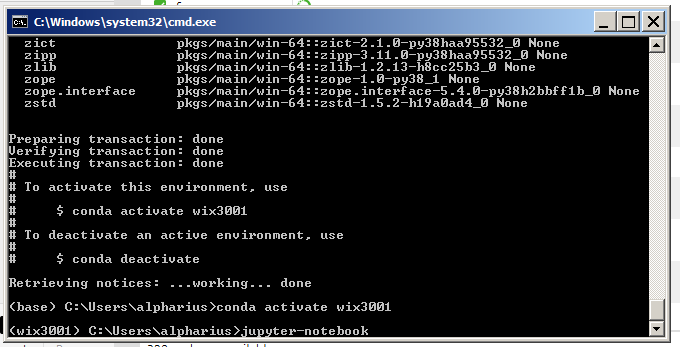 C:\Windows\system32\cmd.exe
zict pkgs/main/win-64::zict-2.1.0-py38haa95532_0 None
zipp pkgs/main/win-64::zipp-3.11.0-py38haa95532_0 None
zlib pkgs/main/win-64::zlib-1.2.13-h8cc25b3_0 None
zope pkgs/main/win-64::zope-1.0-py38_1 None
zope.interface pkgs/main/win-64::zope.interface-5.4.0-py38h2bbff1b_0 None
zstd pkgs/main/win-64::zstd-1.5.2-h19a0ad4_0 None
Preparing transaction: done
Verifying transaction: done
Executing transaction: done
#
# To activate this environment, use
#
#     $ conda activate wix3001
#
# To deactivate an active environment, use
#
#     $ conda deactivate
Retrieving notices: ...working... done
(base) C:\Users\alpharius>conda activate wix3001
(wix3001) C:\Users\alpharius>jupyter-notebook